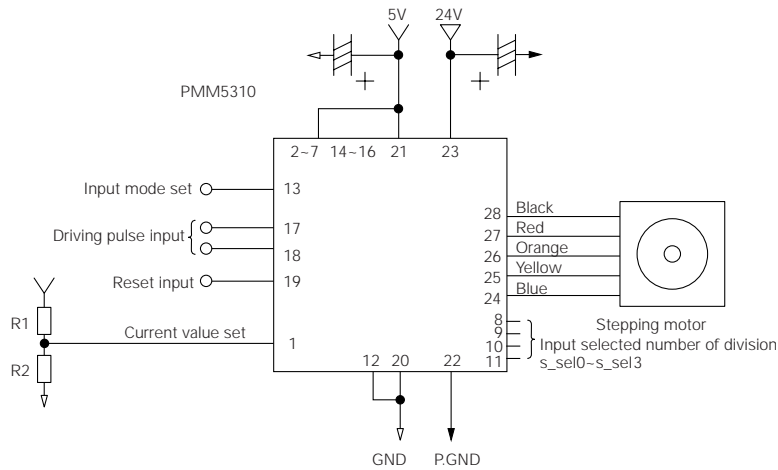 5V 24V
PMM5310
2~7 14~16 21 23
Input mode set 13
Driving pulse input 17
18
Reset input 19
R1
Current value set 1
R2
28 Black
27 Red
26 Orange
25 Yellow
24 Blue
Stepping motor
8
9
10
11
Input selected number of division
s_sel0~s_sel3
12 20 22
GND P.GND